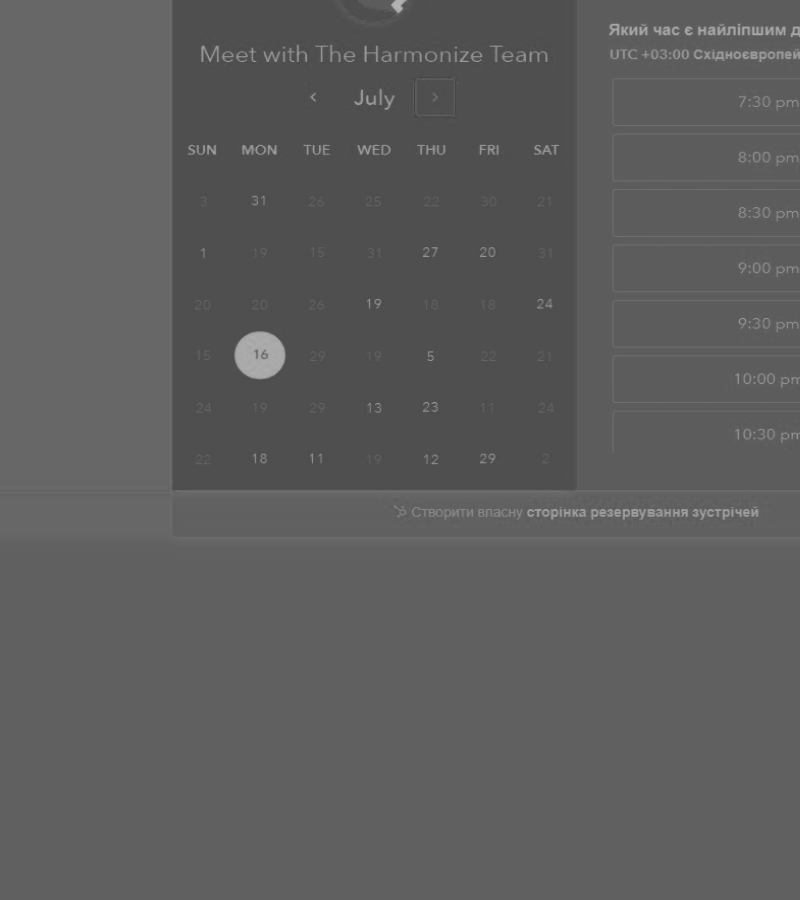 Meet with The Harmonize Team
July
SUN MON TUE WED THU FRI SAT
3 31 26 25 22 30 21
1 19 15 31 27 20 31
20 20 26 19 18 18 24
15 16 29 19 5 22 21
24 19 29 13 23 11 24
22 18 11 19 12 29 2
Який час є найліпшим
UTC +03:00
7:30 pm
8:00 pm
8:30 pm
9:00 pm
9:30 pm
10:00 pm
10:30 pm
Створити власну сторінка резервування зустрічей